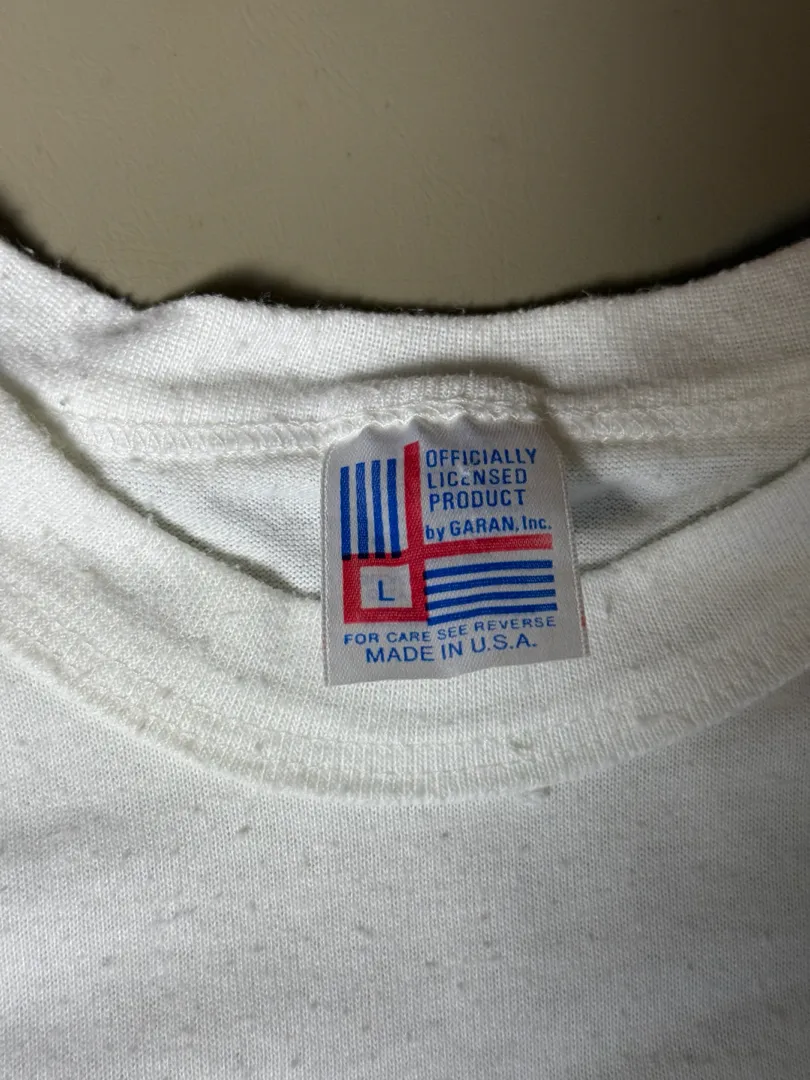 OFFICIALLY
LICENSED
PRODUCT
by GARAN, Inc.
L
FOR CARE SEE REVERSE
MADE IN U.S.A.